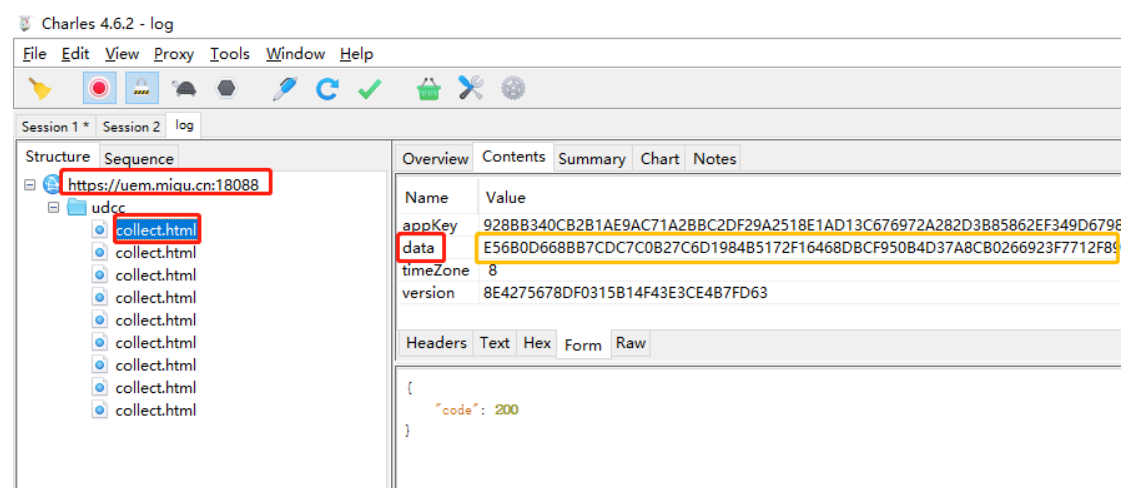 Charles 4.6.2 - log
File Edit View Proxy Tools Window Help
Session 1 * Session 2 log
Structure Sequence
https://uem.migu.cn:18088
udcc
collect.html
collect.html
collect.html
collect.html
collect.html
collect.html
collect.html
collect.html
collect.html
Overview Contents Summary Chart Notes
Name Value
appKey 928BB340CB2B1AE9AC71A2BBC2DF29A2518E1AD13C676972A282D3B85862EF349D6798
data E56B0D668BB7CDC7C0B27C6D1984B5172F16468DBCF950B4D37A8CB0266923F7712F89
timeZone 8
version 8E4275678DF0315B14F43E3CE4B7FD63
Headers Text Hex Form Raw
{
"code": 200
}